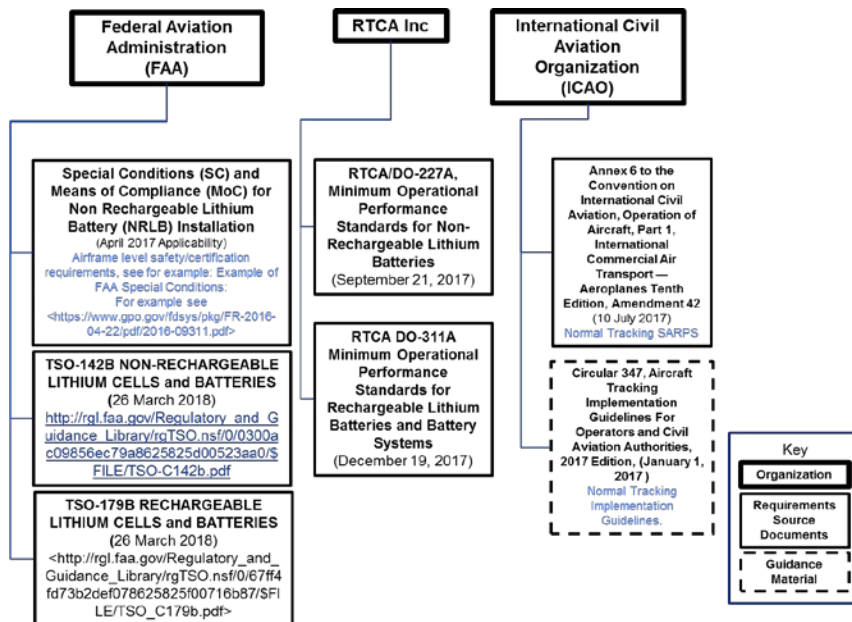 Federal Aviation
Administration
(FAA)
Special Conditions (SC) and
Means of Compliance (MoC) for
Non Rechargeable Lithium
Battery (NRLB) Installation
(April 2017 Applicability)
Airframe level safety/certification
requirements, see for example: Example of
FAA Special Conditions:
For example see
<https://www.gpo.gov/fdsys/pkg/FR-2016-
04-22/pdf/2016-09311.pdf>
TSO-142B NON-RECHARGEABLE
LITHIUM CELLS and BATTERIES
(26 March 2018)
http://rgl.faa.gov/Regulatory_and_G
uidance_Library/rgTSO.nsf/0/0300a
c09856ec79a8625825d00523aa0/$
FILE/TSO-C142b.pdf
TSO-179B RECHARGEABLE
LITHIUM CELLS and BATTERIES
(26 March 2018)
<http://rgl.faa.gov/Regulatory_and_
Guidance_Library/rgTSO.nsf/0/67ff4
fd73b2def078625825f00716b87/$FI
LE/TSO_C179b.pdf>
RTCA Inc
RTCA/DO-227A,
Minimum Operational
Performance
Standards for Non-
Rechargeable Lithium
Batteries
(September 21, 2017)
RTCA DO-311A
Minimum Operational
Performance
Standards for
Rechargeable Lithium
Batteries and Battery
Systems
(December 19, 2017)
International Civil
Aviation
Organization
(ICAO)
Annex 6 to the
Convention on
International Civil
Aviation, Operation of
Aircraft, Part 1,
International
Commercial Air
Transport —
Aeroplanes Tenth
Edition, Amendment 42
(10 July 2017)
Normal Tracking SARPS
Circular 347, Aircraft Tracking
Implementation
Guidelines For
Operators and Civil
Aviation Authorities,
2017 Edition, (January 1,
2017 )
Normal Tracking
Implementation
Guidelines.
Key
Organization
Requirements
Source
Documents
Guidance
Material